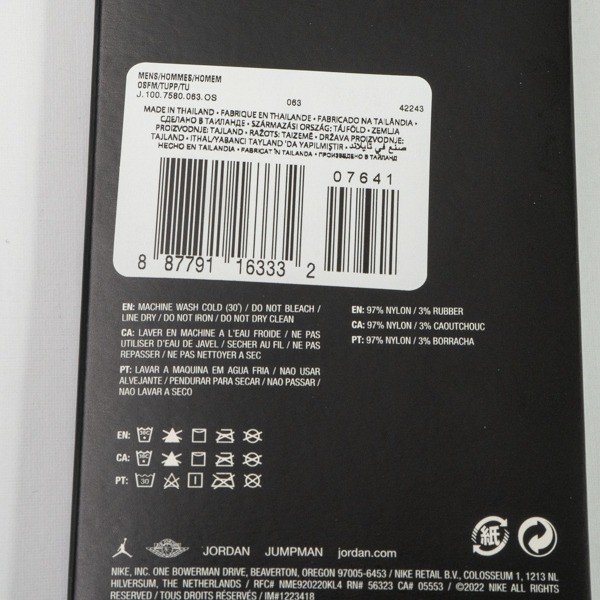 MENS/HOMMES/HOMEM
OSFM/TUPP/TU
J.100.7580.063.OS 063 42243
MADE IN THAILAND • FABRIQUE EN THAILANDE • FABRICADO NA TAILÂNDIA •
СДЕЛАНО В ТАИЛАНДЕ • SZÁRMAZÁSI ORSZÁG: TÁJFÖLD • ZEMLJA
PROIZVODNJE: TAJLAND • RAŽOTS: TAIZEMĒ • DRŽAVA PROIZVODNJE:
TAJLAND • ITHAL/YABANCI TAYLAND 'DA YAPILMISTIR • صنع في تايلاند
HECHO EN TAILANDIA • FABRICAT ÎN TAILANDA • ПРОИЗВЕДЕНО В ТАЙЛАНД
07641
8 87791 16333 2
EN: MACHINE WASH COLD (30°) / DO NOT BLEACH /
LINE DRY / DO NOT IRON / DO NOT DRY CLEAN
CA: LAVER EN MACHINE A L'EAU FROIDE / NE PAS
UTILISER D'EAU DE JAVEL / SECHER AU FIL / NE PAS
REPASSER / NE PAS NETTOYER A SEC
PT: LAVAR A MAQUINA EM AGUA FRIA / NAO USAR
ALVEJANTE / PENDURAR PARA SECAR / NAO PASSAR /
NAO LAVAR A SECO
EN: 97% NYLON / 3% RUBBER
CA: 97% NYLON / 3% CAOUTCHOUC
PT: 97% NYLON / 3% BORRACHA
EN:
CA:
PT: 30
紙
JORDAN JUMPMAN jordan.com
NIKE, INC. ONE BOWERMAN DRIVE, BEAVERTON, OREGON 97005-6453 / NIKE RETAIL B.V., COLOSSEUM 1, 1213 NL
HILVERSUM, THE NETHERLANDS / RFC# NME920220KL4 RN# 56323 CA# 05553 / ©2022 NIKE ALL RIGHTS
RESERVED / TOUS DROITS RÉSERVÉS / IM#1223418